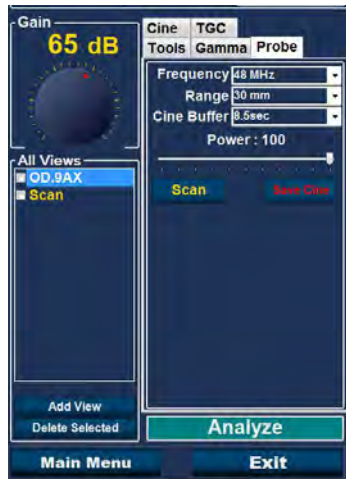 Gain
65 dB
All Views
OD.9AX
Scan
Add View
Delete Selected
Cine TGC
Tools Gamma Probe
Frequency 48 MHz
Range 30 mm
Cine Buffer 8.5sec
Power : 100
Scan Save Cine
Analyze
Main Menu Exit